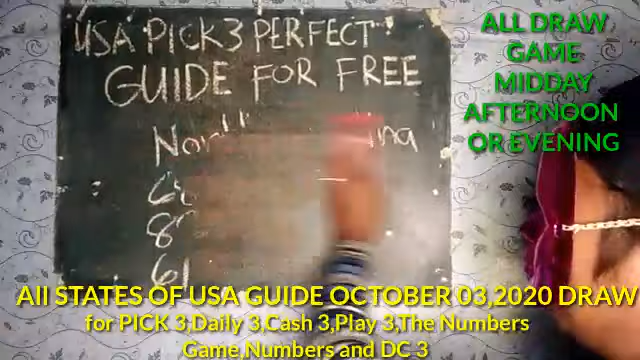 USA PICK3 PERFECT
GUIDE FOR FREE
ALL DRAW
GAME
MIDDAY
AFTERNOON
OR EVENING
All STATES OF USA GUIDE OCTOBER 03,2020 DRAW
for PICK 3,Daily 3,Cash 3,Play 3,The Numbers
Game,Numbers and DC 3